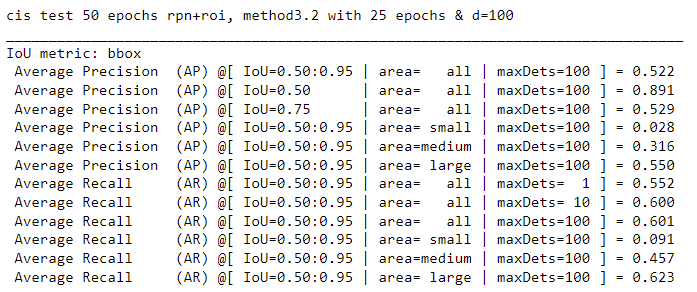 cis test 50 epochs rpn+roi, method3.2 with 25 epochs & d=100
IoU metric: bbox
 Average Precision  (AP) @[ IoU=0.50:0.95 | area=   all | maxDets=100 ] = 0.522
 Average Precision  (AP) @[ IoU=0.50      | area=   all | maxDets=100 ] = 0.891
 Average Precision  (AP) @[ IoU=0.75      | area=   all | maxDets=100 ] = 0.529
 Average Precision  (AP) @[ IoU=0.50:0.95 | area= small | maxDets=100 ] = 0.028
 Average Precision  (AP) @[ IoU=0.50:0.95 | area=medium | maxDets=100 ] = 0.316
 Average Precision  (AP) @[ IoU=0.50:0.95 | area= large | maxDets=100 ] = 0.550
 Average Recall     (AR) @[ IoU=0.50:0.95 | area=   all | maxDets=  1 ] = 0.552
 Average Recall     (AR) @[ IoU=0.50:0.95 | area=   all | maxDets= 10 ] = 0.600
 Average Recall     (AR) @[ IoU=0.50:0.95 | area=   all | maxDets=100 ] = 0.601
 Average Recall     (AR) @[ IoU=0.50:0.95 | area= small | maxDets=100 ] = 0.091
 Average Recall     (AR) @[ IoU=0.50:0.95 | area=medium | maxDets=100 ] = 0.457
 Average Recall     (AR) @[ IoU=0.50:0.95 | area= large | maxDets=100 ] = 0.623